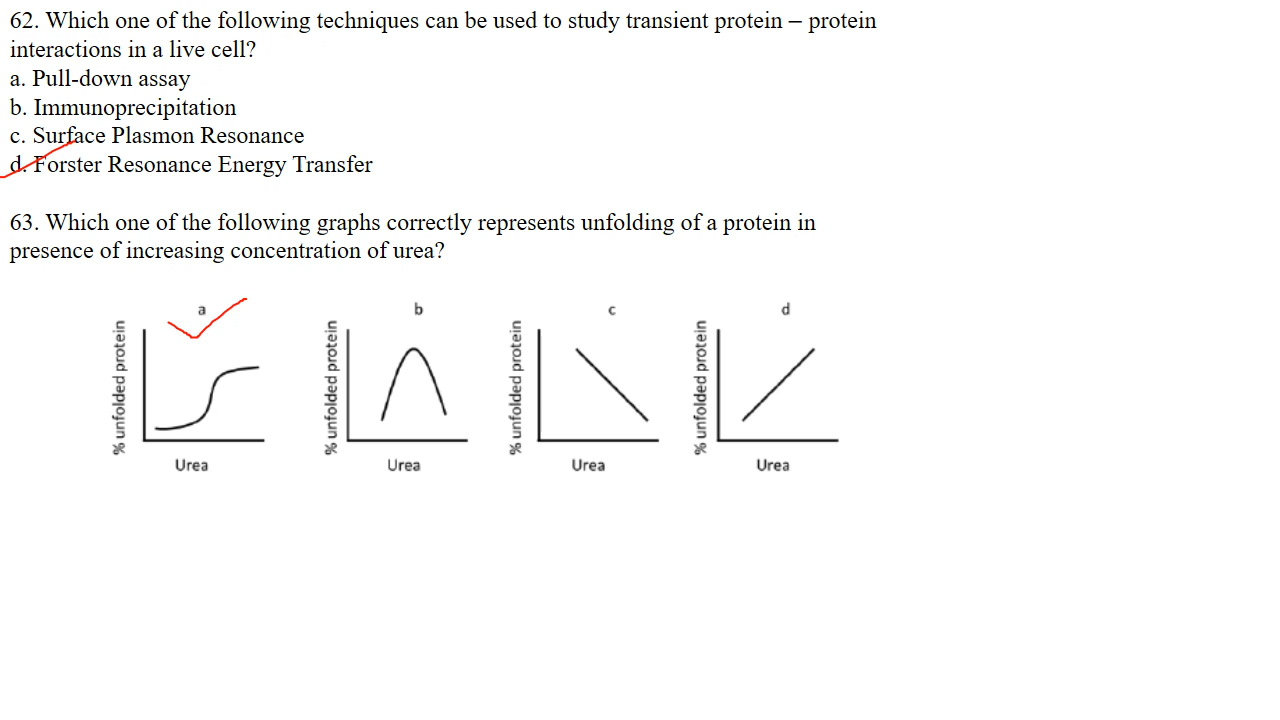 62. Which one of the following techniques can be used to study transient protein – protein
interactions in a live cell?
a. Pull-down assay
b. Immunoprecipitation
c. Surface Plasmon Resonance
d. Forster Resonance Energy Transfer
63. Which one of the following graphs correctly represents unfolding of a protein in
presence of increasing concentration of urea?
a b c d
% unfolded protein % unfolded protein % unfolded protein % unfolded protein
Urea Urea Urea Urea